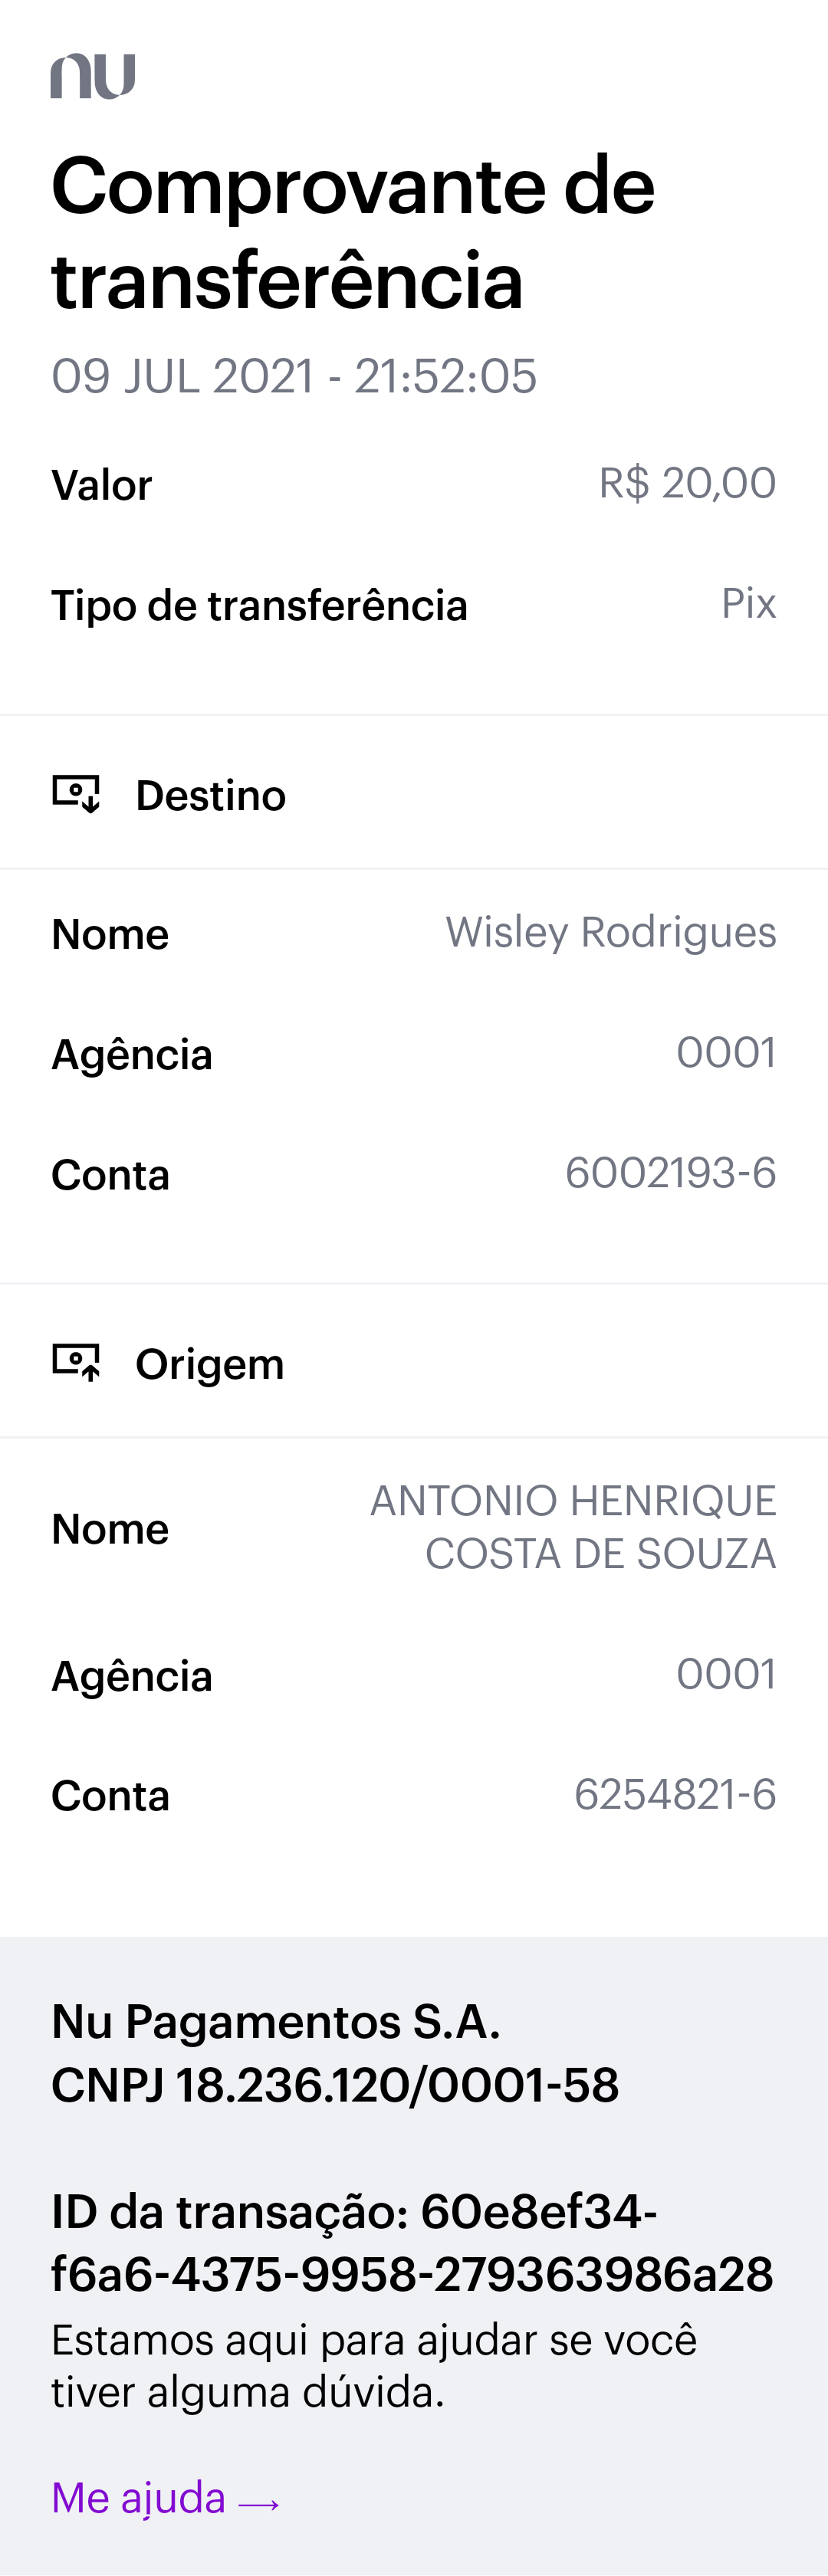 nu
Comprovante de
transferência
09 JUL 2021 - 21:52:05
Valor R$ 20,00
Tipo de transferência Pix
Destino
Nome Wisley Rodrigues
Agência 0001
Conta 6002193-6
Origem
Nome ANTONIO HENRIQUE
COSTA DE SOUZA
Agência 0001
Conta 6254821-6
Nu Pagamentos S.A.
CNPJ 18.236.120/0001-58
ID da transação: 60e8ef34-
f6a6-4375-9958-279363986a28
Estamos aqui para ajudar se você
tiver alguma dúvida.
Me ajuda →